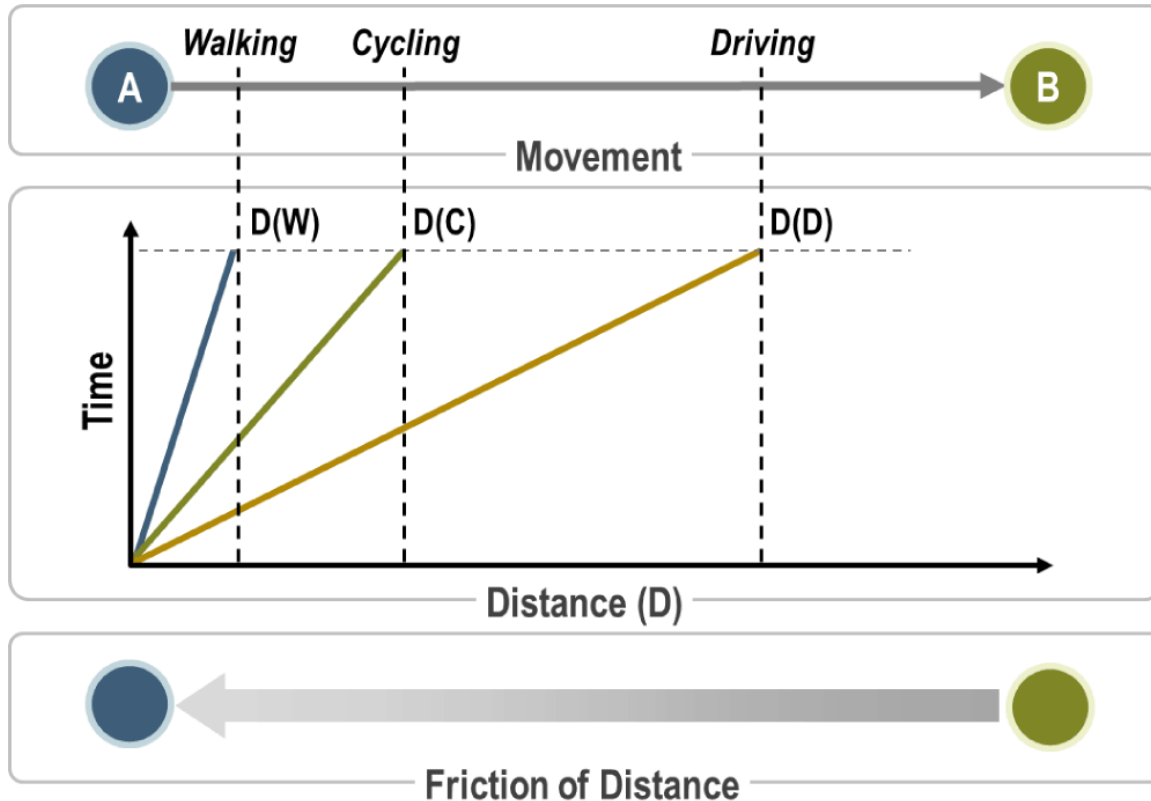 Walking
Cycling
Driving
A
B
Movement
D(W)
D(C)
D(D)
Time
Distance (D)
Friction of Distance